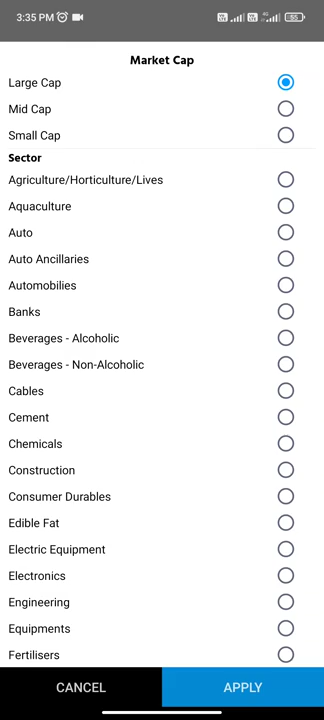 3:35 PM
55
Market Cap
Large Cap
Mid Cap
Small Cap
Sector
Agriculture/Horticulture/Lives
Aquaculture
Auto
Auto Ancillaries
Automobilies
Banks
Beverages - Alcoholic
Beverages - Non-Alcoholic
Cables
Cement
Chemicals
Construction
Consumer Durables
Edible Fat
Electric Equipment
Electronics
Engineering
Equipments
Fertilisers
CANCEL
APPLY